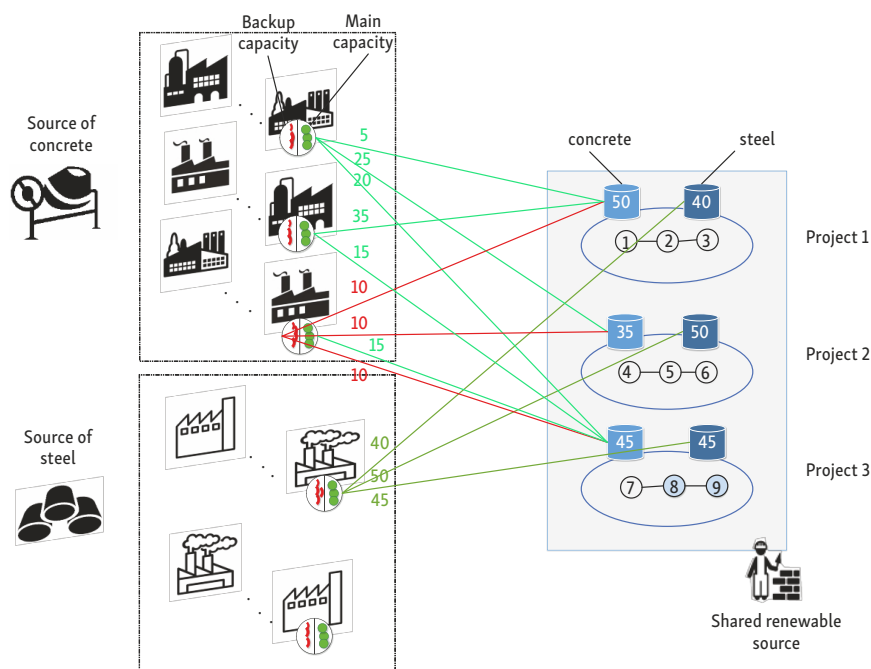 Backup
capacity
Main
capacity
Source of
concrete
5
25
20
35
15
10
10
15
10
concrete
steel
50
40
1
2
3
Project 1
35
50
4
5
6
Project 2
45
45
7
8
9
Project 3
Source of
steel
40
50
45
Shared renewable
source